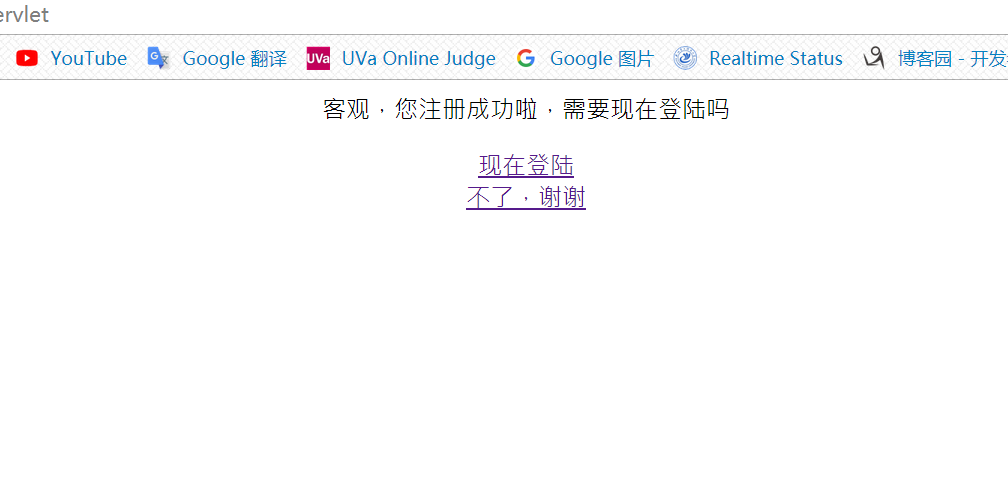 ervlet
YouTube Google 翻译 UVa UVa Online Judge Google 图片 Realtime Status 博客园 - 开发
客观，您注册成功啦，需要现在登陆吗
现在登陆
不了，谢谢